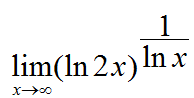 lim x→∞ (ln 2x)^(1/ln x)